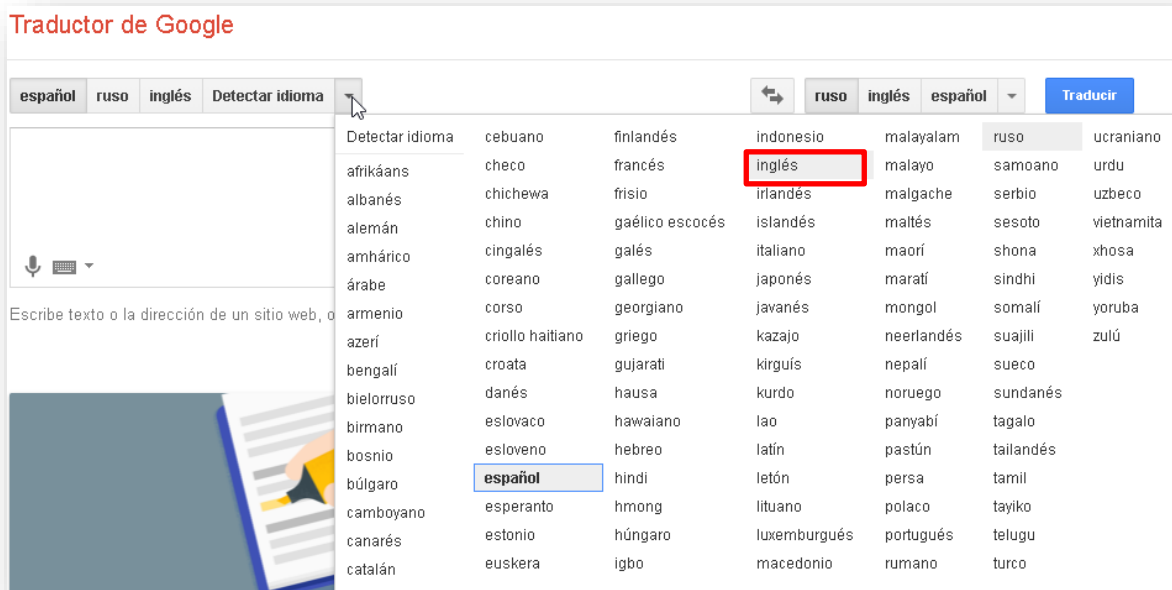 Traductor de Google
español ruso inglés Detectar idioma
ruso inglés español
Traducir
Escribe texto o la dirección de un sitio web, o
Detectar idioma
afrikáans
albanés
alemán
amhárico
árabe
armenio
azerí
bengalí
bielorruso
birmano
bosnio
búlgaro
camboyano
canarés
catalán
cebuano
checo
chichewa
chino
cingalés
coreano
corso
criollo haitiano
croata
danés
eslovaco
esloveno
español
esperanto
estonio
euskera
finlandés
francés
frisio
gaélico escocés
galés
gallego
georgiano
griego
gujarati
hausa
hawaiano
hebreo
hindi
hmong
húngaro
igbo
indonesio
inglés
irlandés
islandés
italiano
japonés
javanés
kazajo
kirguís
kurdo
lao
latín
letón
lituano
luxemburgués
macedonio
malayalam
malayo
malgache
maltés
maorí
maratí
mongol
neerlandés
nepalí
noruego
panyabí
pastún
persa
polaco
portugués
rumano
ruso
samoano
serbio
sesoto
shona
sindhi
somalí
suajili
sueco
sundanés
tagalo
tailandés
tamil
tayiko
telugu
turco
ucraniano
urdu
uzbeco
vietnamita
xhosa
yidis
yoruba
zulú